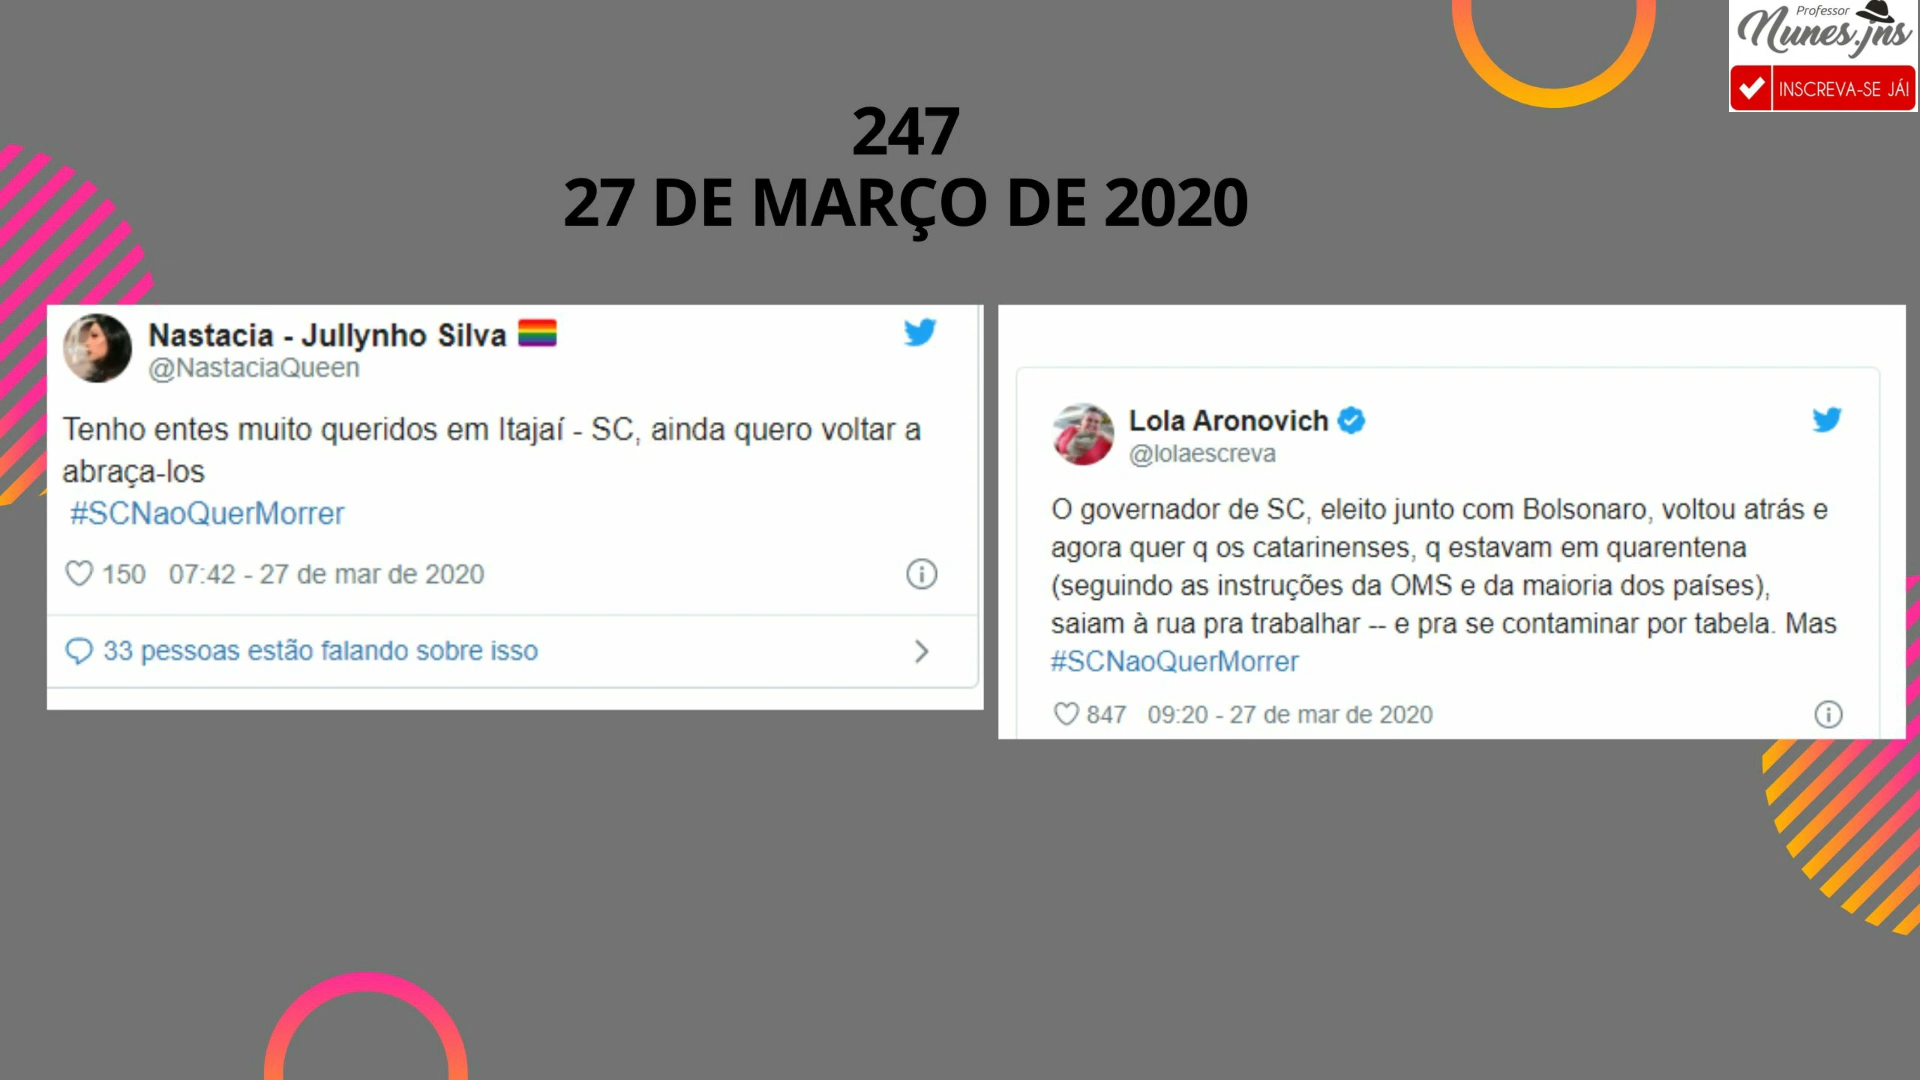 Professor
Nunes.jns
INSCREVA-SE JÁ!
247
27 DE MARÇO DE 2020
Nastacia - Jullynho Silva
@NastaciaQueen
Tenho entes muito queridos em Itajaí - SC, ainda quero voltar a
abraça-los
#SCNaoQuerMorrer
150 07:42 - 27 de mar de 2020
33 pessoas estão falando sobre isso
Lola Aronovich
@lolaescreva
O governador de SC, eleito junto com Bolsonaro, voltou atrás e
agora quer q os catarinenses, q estavam em quarentena
(seguindo as instruções da OMS e da maioria dos países),
saiam à rua pra trabalhar -- e pra se contaminar por tabela. Mas
#SCNaoQuerMorrer
847 09:20 - 27 de mar de 2020